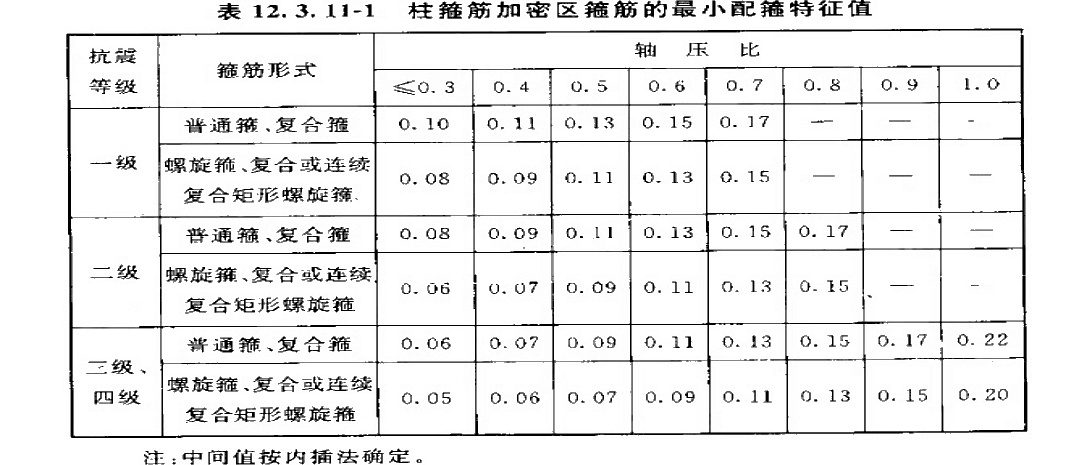 表 12.3.11-1 柱箍筋加密区箍筋的最小配箍特征值
抗震等级 箍筋形式 轴压比
≤0.3 0.4 0.5 0.6 0.7 0.8 0.9 1.0
一级 普通箍、复合箍 0.10 0.11 0.13 0.15 0.17 — — -
螺旋箍、复合或连续复合矩形螺旋箍 0.08 0.09 0.11 0.13 0.15 — — —
二级 普通箍、复合箍 0.08 0.09 0.11 0.13 0.15 0.17 — —
螺旋箍、复合或连续复合矩形螺旋箍 0.06 0.07 0.09 0.11 0.13 0.15 — -
三级、四级 普通箍、复合箍 0.06 0.07 0.09 0.11 0.13 0.15 0.17 0.22
螺旋箍、复合或连续复合矩形螺旋箍 0.05 0.06 0.07 0.09 0.11 0.13 0.15 0.20
注:中间值按内插法确定。